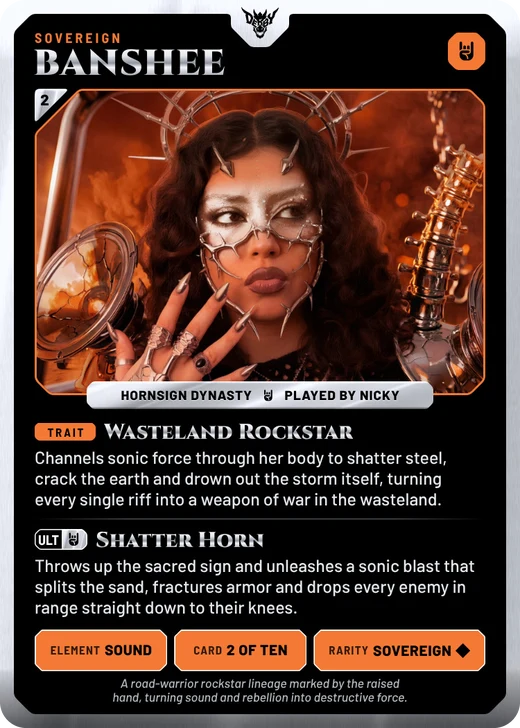 DERBY
SOVEREIGN
BANSHEE
2
HORNSIGN DYNASTY PLAYED BY NICKY
TRAIT WASTELAND ROCKSTAR
Channels sonic force through her body to shatter steel,
crack the earth and drown out the storm itself, turning
every single riff into a weapon of war in the wasteland.
ULT SHATTER HORN
Throws up the sacred sign and unleashes a sonic blast that
splits the sand, fractures armor and drops every enemy in
range straight down to their knees.
ELEMENT SOUND CARD 2 OF TEN RARITY SOVEREIGN
A road-warrior rockstar lineage marked by the raised
hand, turning sound and rebellion into destructive force.